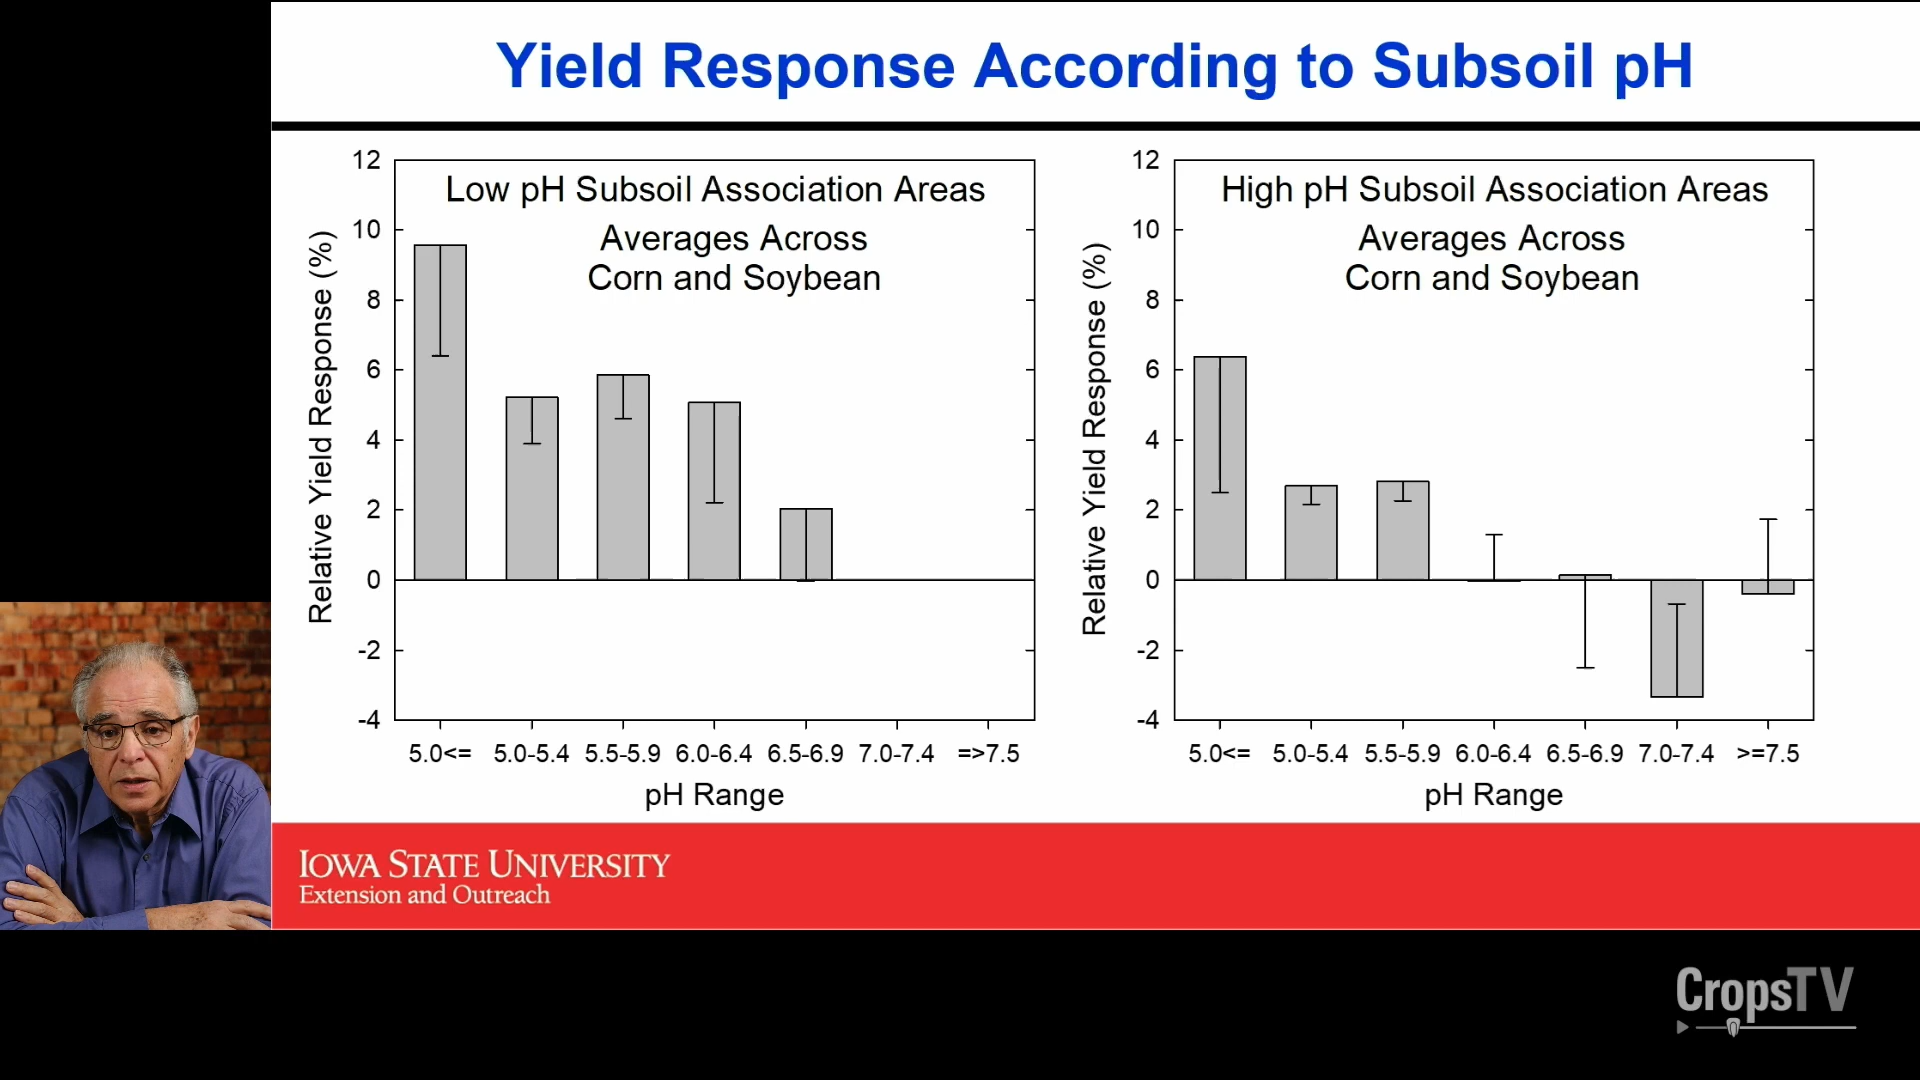 Yield Response According to Subsoil pH
12
10
8
6
4
2
0
-2
-4
Relative Yield Response (%)
Low pH Subsoil Association Areas
Averages Across
Corn and Soybean
5.0<= 5.0-5.4 5.5-5.9 6.0-6.4 6.5-6.9 7.0-7.4 =>7.5
pH Range
12
10
8
6
4
2
0
-2
-4
Relative Yield Response (%)
High pH Subsoil Association Areas
Averages Across
Corn and Soybean
5.0<= 5.0-5.4 5.5-5.9 6.0-6.4 6.5-6.9 7.0-7.4 >=7.5
pH Range
IOWA STATE UNIVERSITY
Extension and Outreach
CropsTV